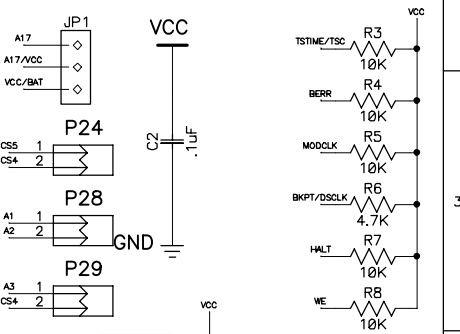 JP1
A17
A17/VCC
VCC/BAT
P24
CS5 1
CS4 2
P28
A1 1
A2 2
P29
A3 1
CS4 2
VCC
C2
.1uF
GND
VCC
VCC
TSTIME/TSC
R3
10K
BERR
R4
10K
MODCLK
R5
10K
BKPT/DSCLK
R6
4.7K
HALT
R7
10K
WE
R8
10K
3